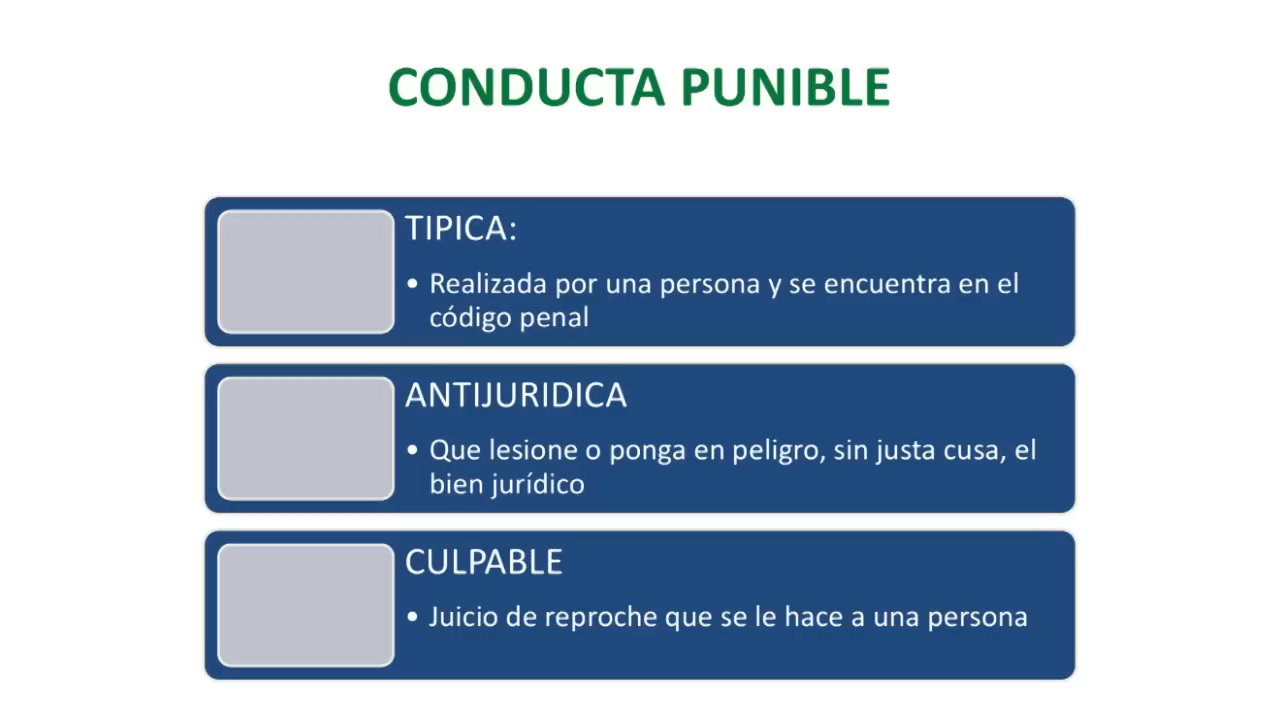 CONDUCTA PUNIBLE
TIPICA:
• Realizada por una persona y se encuentra en el
código penal
ANTIJURIDICA
• Que lesione o ponga en peligro, sin justa cusa, el
bien jurídico
CULPABLE
• Juicio de reproche que se le hace a una persona